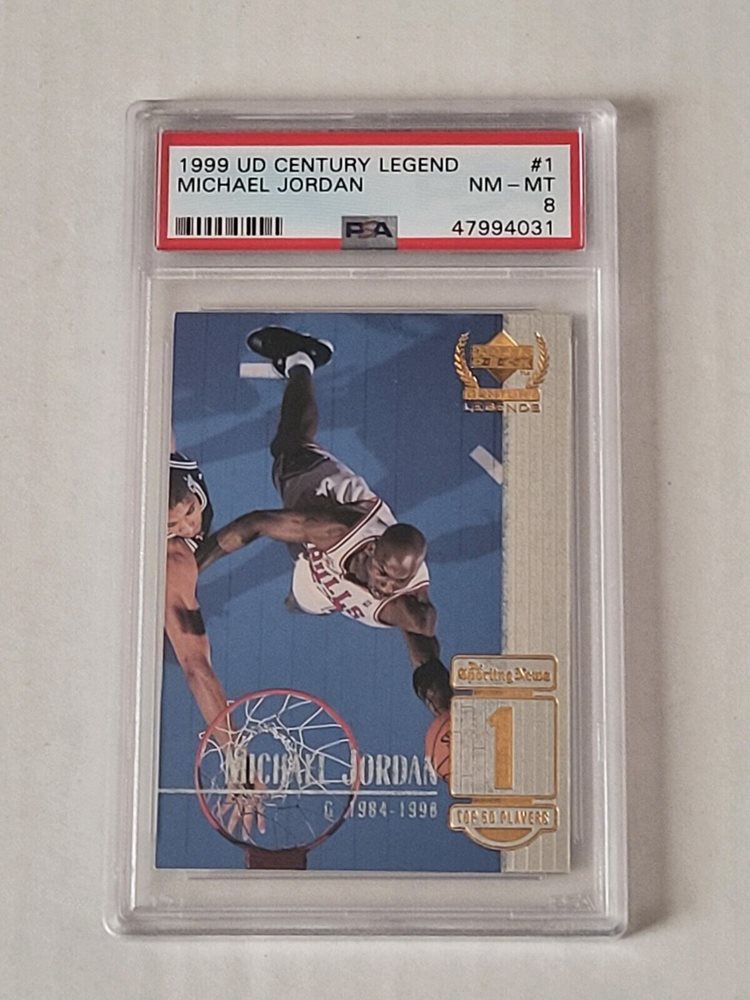 1999 UD CENTURY LEGEND #1
MICHAEL JORDAN NM – MT
8
PSA 47994031
CENTURY
LEGENDS
BULLS
The Sporting News
1
MICHAEL JORDAN
G 1984-1998
TOP 50 PLAYERS